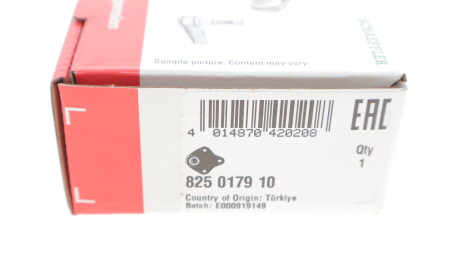 SCHAEFFLER
Sample picture. Content may vary.
4 014870 420208
EAC
Qty
1
825 0179 10
Country of Origin: Türkiye
Batch: E000919149